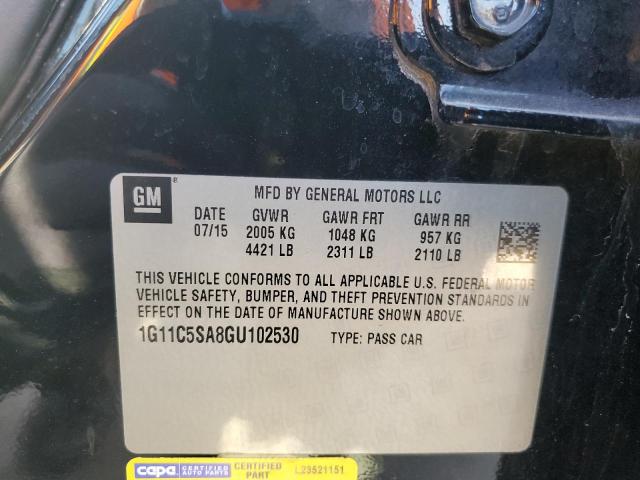 GM ®
MFD BY GENERAL MOTORS LLC
DATE GVWR GAWR FRT GAWR RR
07/15 2005 KG 1048 KG 957 KG
4421 LB 2311 LB 2110 LB
THIS VEHICLE CONFORMS TO ALL APPLICABLE U.S. FEDERAL MOTOR
VEHICLE SAFETY, BUMPER, AND THEFT PREVENTION STANDARDS IN
EFFECT ON THE DATE OF MANUFACTURE SHOWN ABOVE.
1G11C5SA8GU102530 TYPE: PASS CAR
capa CERTIFIED AUTO PARTS CERTIFIED PART L23521151